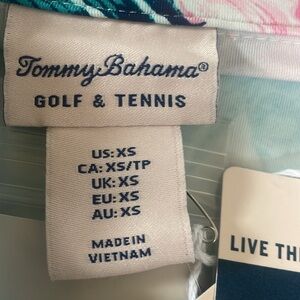 Tommy Bahama®
GOLF & TENNIS
US: XS
CA: XS/TP
UK: XS
EU: XS
AU: XS
MADE IN
VIETNAM
LIVE